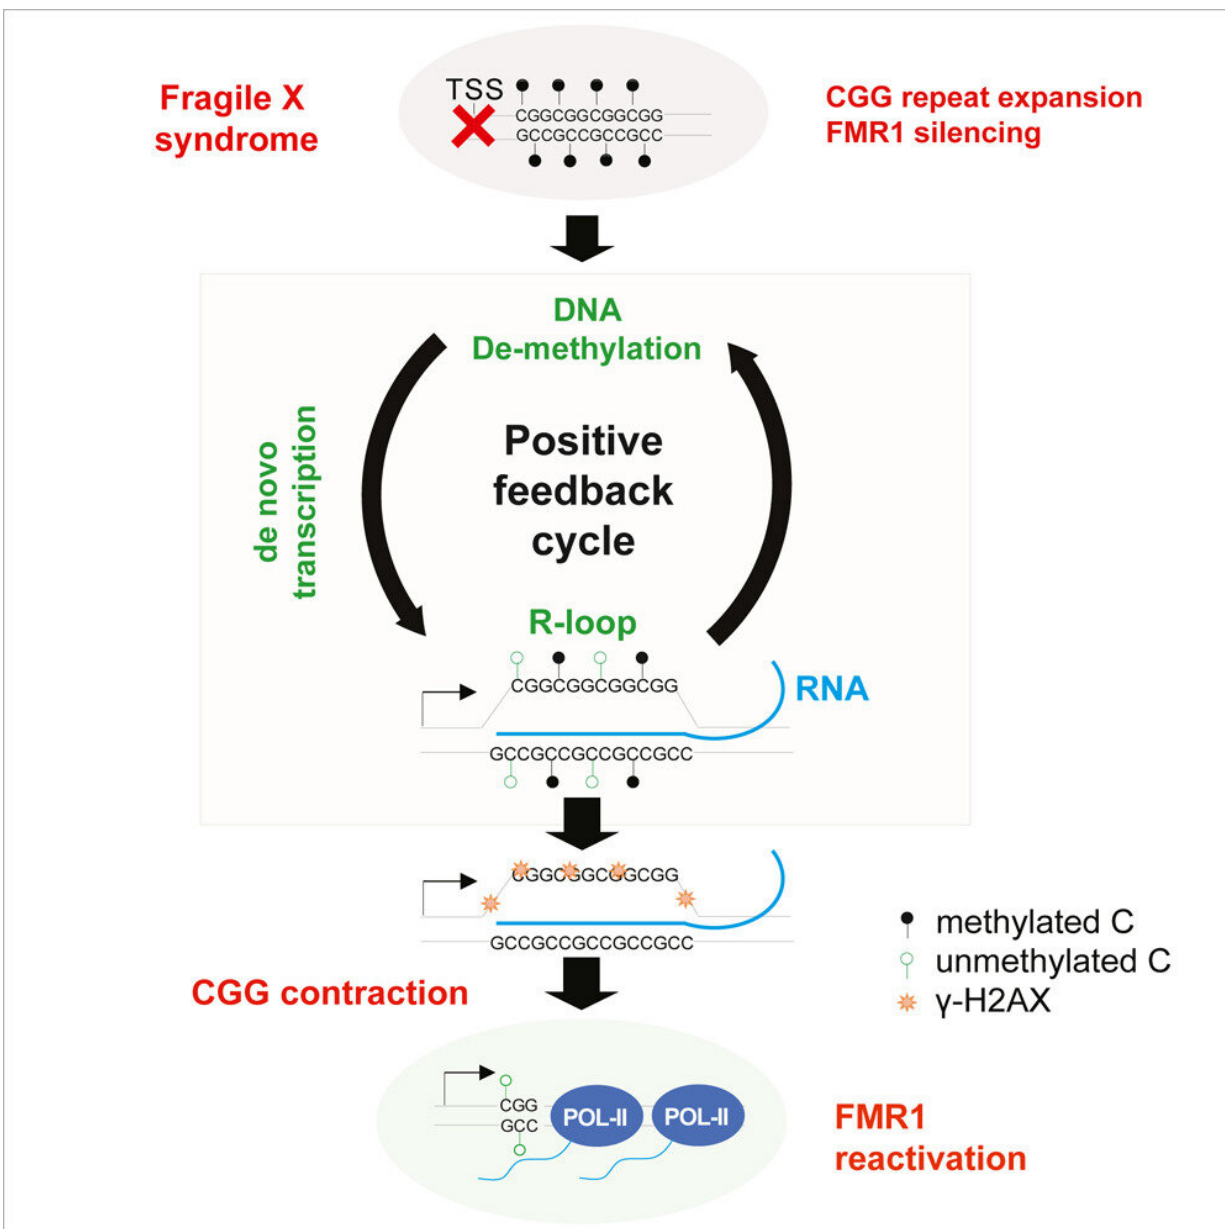 Fragile X
syndrome
TSS
CGGCGGCGGCGG
GCCGCCGCCGCC
CGG repeat expansion
FMR1 silencing
DNA
De-methylation
de novo
transcription
Positive
feedback
cycle
R-loop
CGGCGGCGGCGG
RNA
GCCGCCGCCGCCGCC
CGGCGGCGGCGG
GCCGCCGCCGCCGCC
methylated C
unmethylated C
γ-H2AX
CGG contraction
CGG
GCC
POL-II
POL-II
FMR1
reactivation